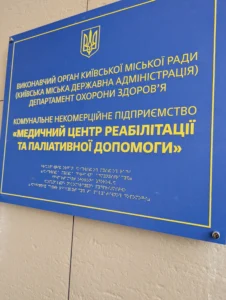 ВИКОНАВЧИЙ ОРГАН КИЇВСЬКОЇ МІСЬКОЇ РАДИ
(КИЇВСЬКА МІСЬКА ДЕРЖАВНА АДМІНІСТРАЦІЯ)
ДЕПАРТАМЕНТ ОХОРОНИ ЗДОРОВ'Я
КОМУНАЛЬНЕ НЕКОМЕРЦІЙНЕ ПІДПРИЄМСТВО
«МЕДИЧНИЙ ЦЕНТР РЕАБІЛІТАЦІЇ
ТА ПАЛІАТИВНОЇ ДОПОМОГИ»